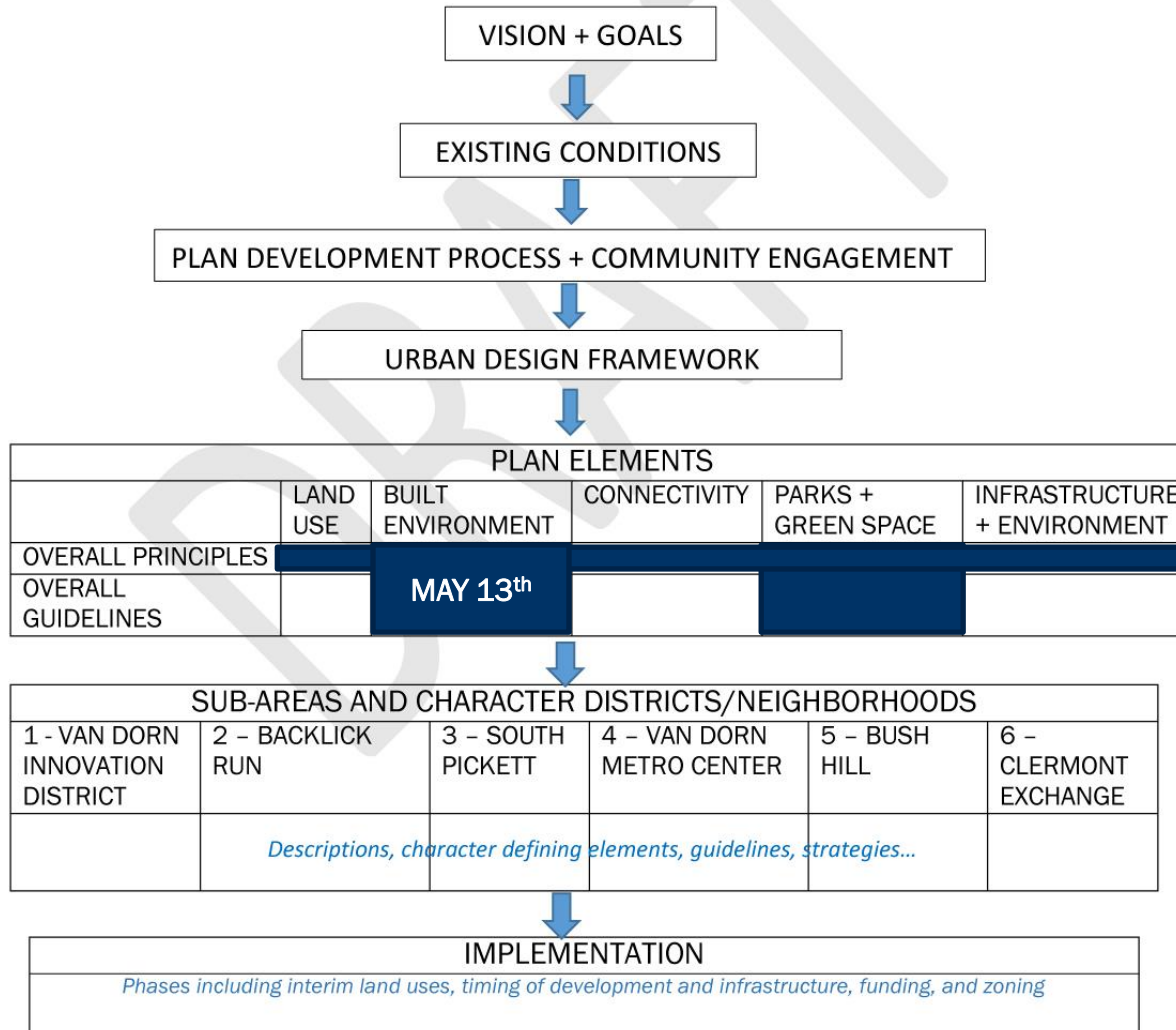 VISION + GOALS
EXISTING CONDITIONS
PLAN DEVELOPMENT PROCESS + COMMUNITY ENGAGEMENT
URBAN DESIGN FRAMEWORK
PLAN ELEMENTS
LAND
USE
BUILT
ENVIRONMENT
CONNECTIVITY
PARKS +
GREEN SPACE
INFRASTRUCTURE
+ ENVIRONMENT
OVERALL PRINCIPLES
OVERALL
GUIDELINES
MAY 13th
SUB-AREAS AND CHARACTER DISTRICTS/NEIGHBORHOODS
1 - VAN DORN
INNOVATION
DISTRICT
2 – BACKLICK
RUN
3 – SOUTH
PICKETT
4 – VAN DORN
METRO CENTER
5 – BUSH
HILL
6 –
CLERMONT
EXCHANGE
Descriptions, character defining elements, guidelines, strategies...
IMPLEMENTATION
Phases including interim land uses, timing of development and infrastructure, funding, and zoning
DRAFT